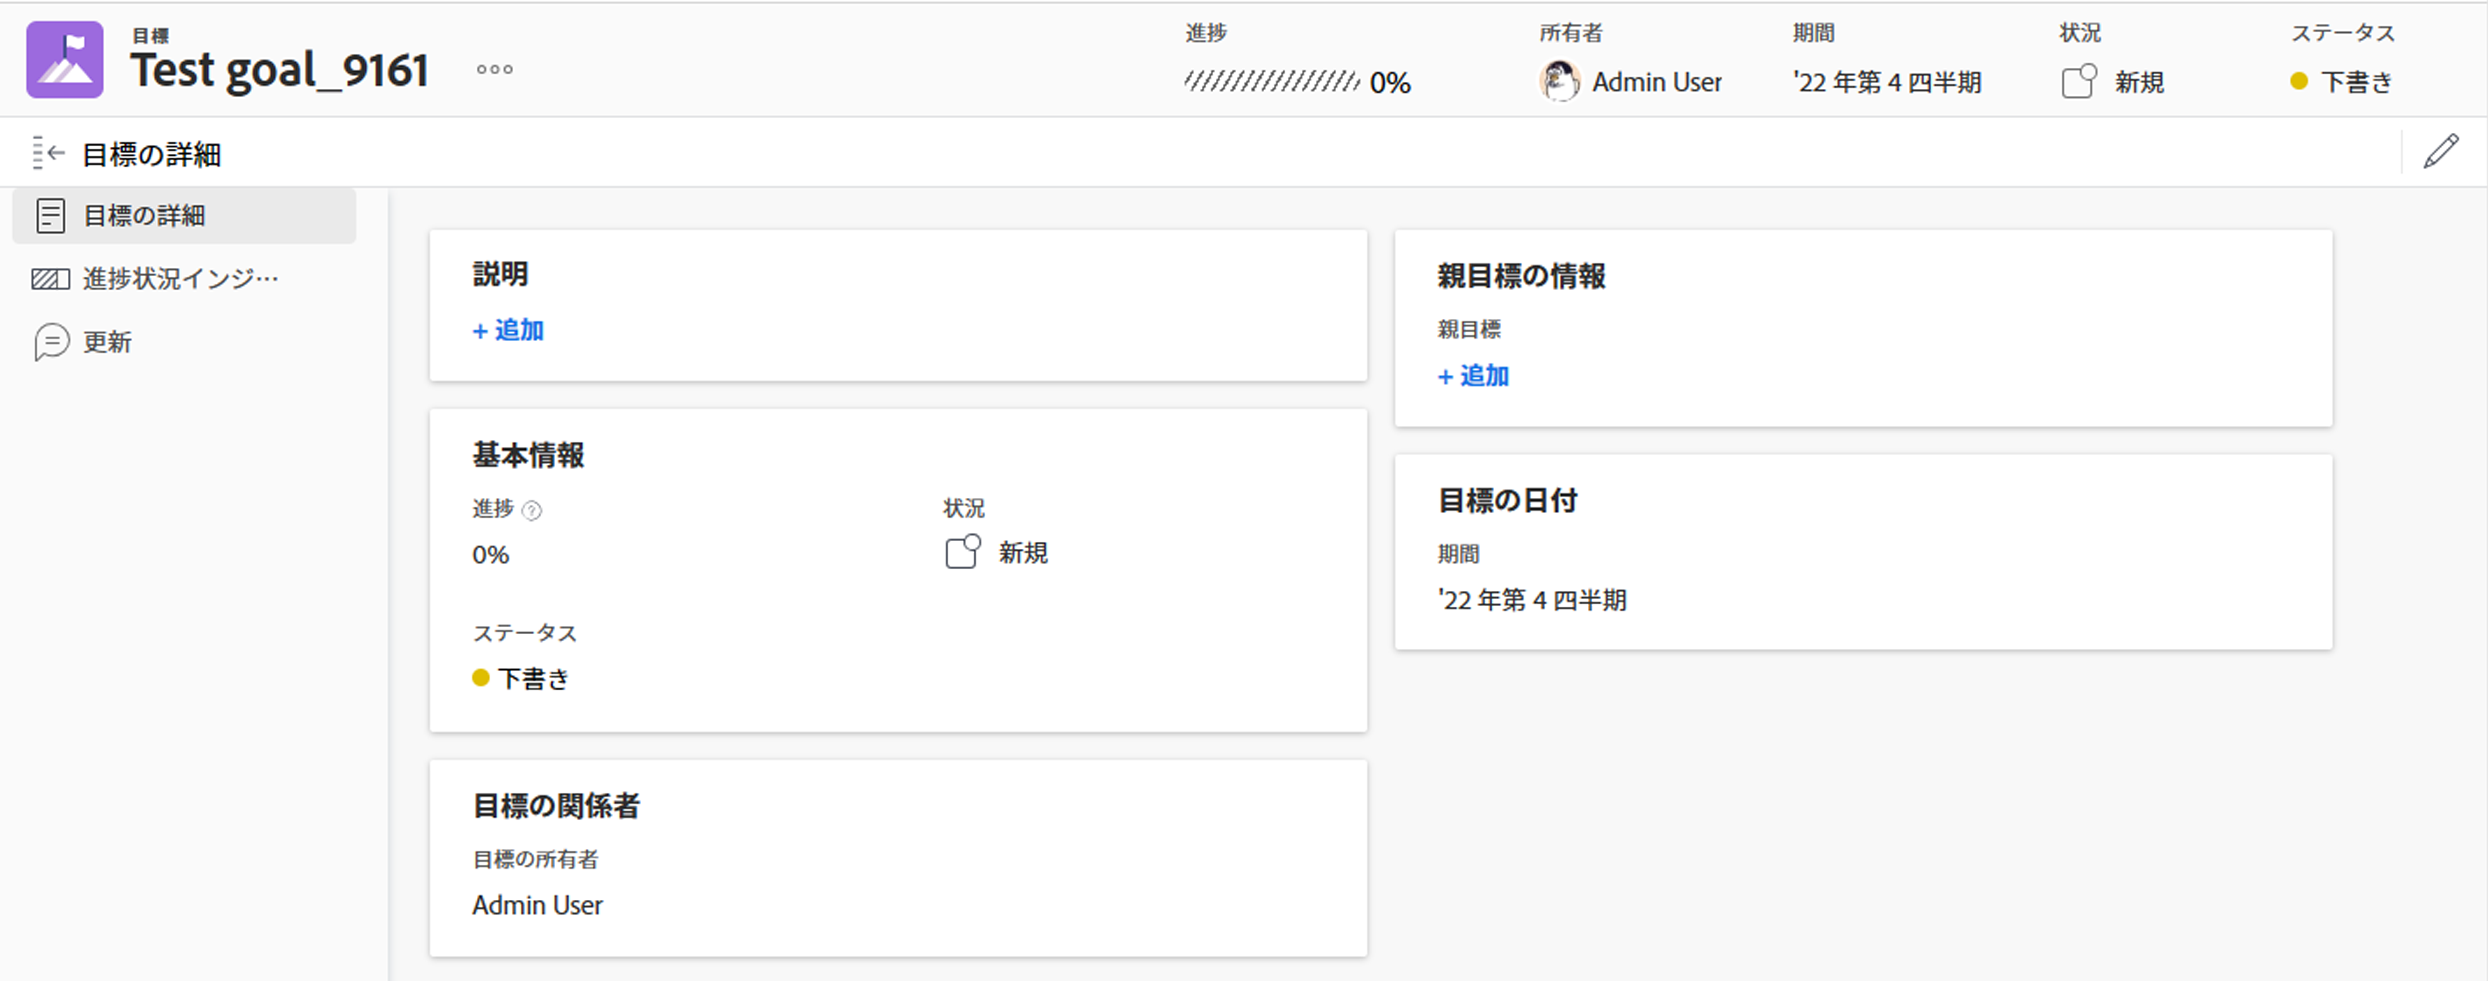 目標
Test goal_9161
進捗
0%
所有者
Admin User
期間
'22 年第 4 四半期
状況
新規
ステータス
下書き
目標の詳細
目標の詳細
進捗状況インジ…
更新
説明
+ 追加
基本情報
進捗
0%
状況
新規
ステータス
下書き
目標の関係者
目標の所有者
Admin User
親目標の情報
親目標
+ 追加
目標の日付
期間
'22 年第 4 四半期